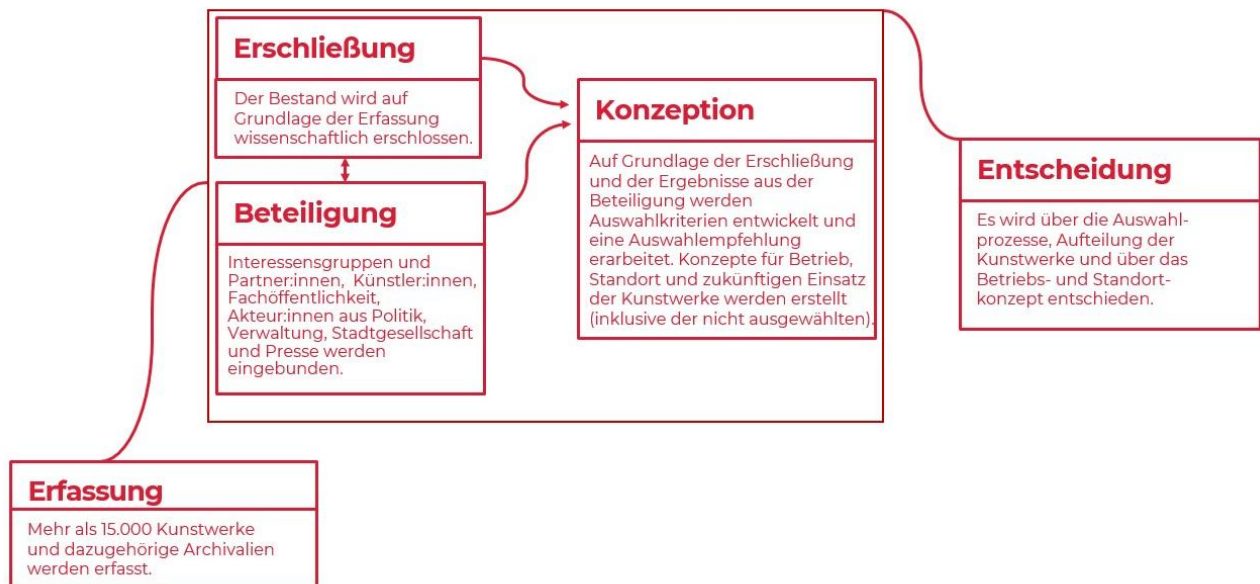 Erschließung
Der Bestand wird auf
Grundlage der Erfassung
wissenschaftlich erschlossen.
Beteiligung
Interessensgruppen und
Partner:innen, Künstler:innen,
Fachöffentlichkeit,
Akteur:innen aus Politik,
Verwaltung, Stadtgesellschaft
und Presse werden
eingebunden.
Konzeption
Auf Grundlage der Erschließung
und der Ergebnisse aus der
Beteiligung werden
Auswahlkriterien entwickelt und
eine Auswahlempfehlung
erarbeitet. Konzepte für Betrieb,
Standort und zukünftigen Einsatz
der Kunstwerke werden erstellt
(inklusive der nicht ausgewählten).
Entscheidung
Es wird über die Auswahl-
prozesse, Aufteilung der
Kunstwerke und über das
Betriebs- und Standort-
konzept entschieden.
Erfassung
Mehr als 15.000 Kunstwerke
und dazugehörige Archivalien
werden erfasst.